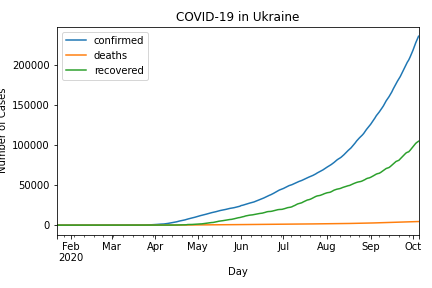 COVID-19 in Ukraine
confirmed
deaths
recovered
200000
150000
100000
50000
0
Number of Cases
Feb
2020
Mar
Apr
May
Jun
Jul
Aug
Sep
Oct
Day